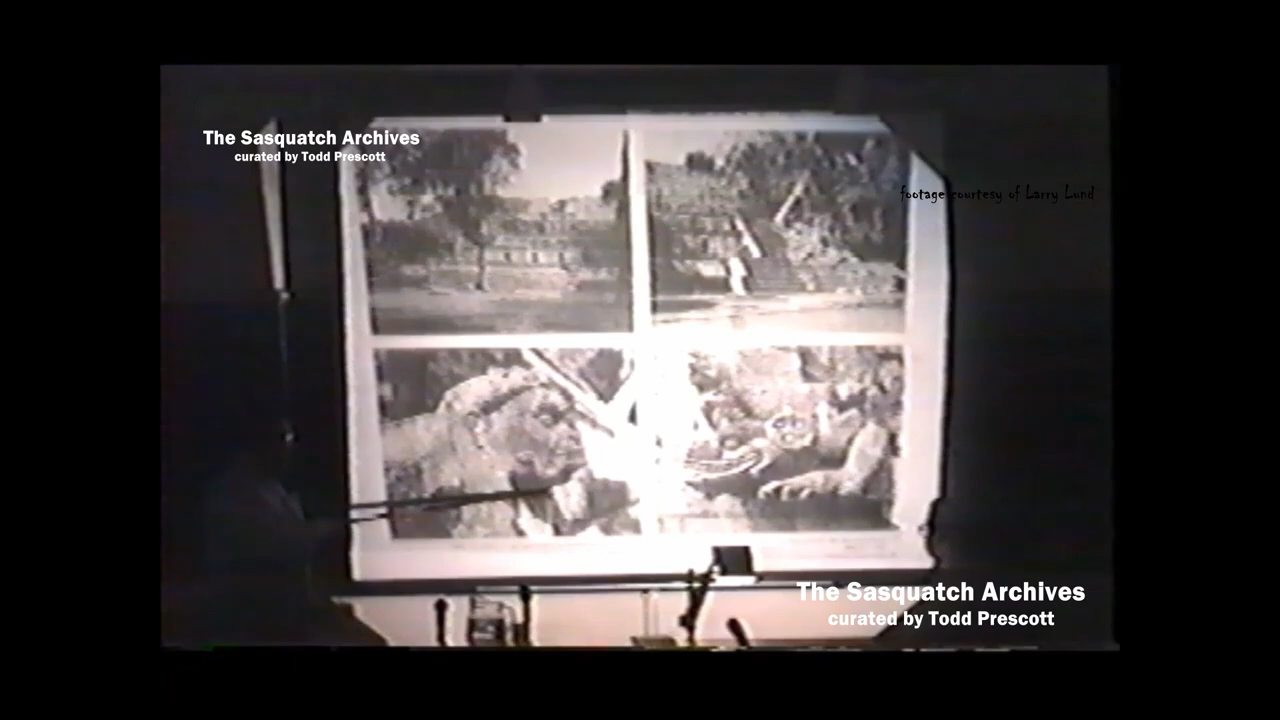 The Sasquatch Archives
curated by Todd Prescott
footage courtesy of Larry Lund
The Sasquatch Archives
curated by Todd Prescott